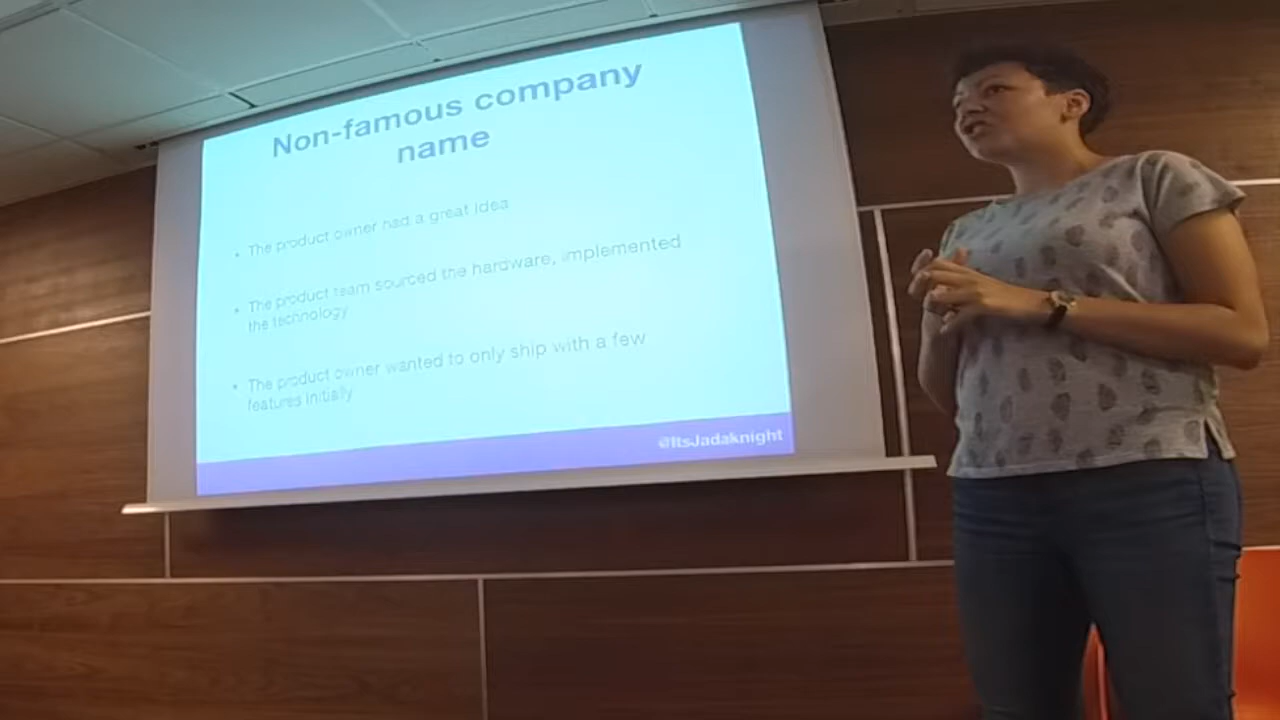 Non-famous company
name
• The product owner had a great idea
• The product team sourced the hardware, implemented
the technology
• The product owner wanted to only ship with a few
features initially
@ItsJadaknight